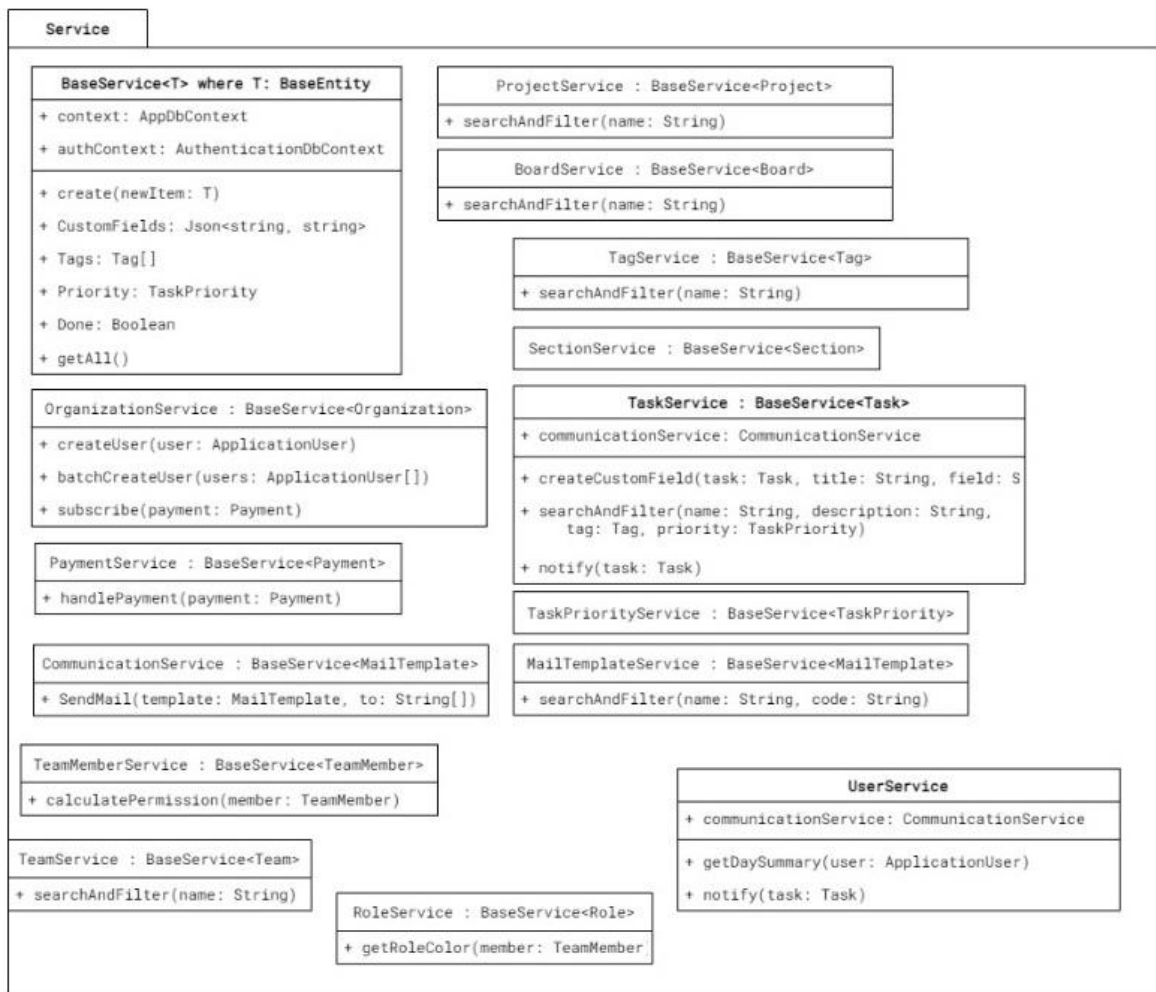 Service
BaseService<T> where T: BaseEntity
+ context: AppDbContext
+ authContext: AuthenticationDbContext
+ create(newItem: T)
+ CustomFields: Json<string, string>
+ Tags: Tag[]
+ Priority: TaskPriority
+ Done: Boolean
+ getAll()
ProjectService : BaseService<Project>
+ searchAndFilter(name: String)
BoardService : BaseService<Board>
+ searchAndFilter(name: String)
TagService : BaseService<Tag>
+ searchAndFilter(name: String)
SectionService : BaseService<Section>
OrganizationService : BaseService<Organization>
+ createUser(user: ApplicationUser)
+ batchCreateUser(users: ApplicationUser[])
+ subscribe(payment: Payment)
TaskService : BaseService<Task>
+ communicationService: CommunicationService
+ createCustomField(task: Task, title: String, field: S
+ searchAndFilter(name: String, description: String,
tag: Tag, priority: TaskPriority)
+ notify(task: Task)
PaymentService : BaseService<Payment>
+ handlePayment(payment: Payment)
TaskPriorityService : BaseService<TaskPriority>
CommunicationService : BaseService<MailTemplate>
+ SendMail(template: MailTemplate, to: String[])
MailTemplateService : BaseService<MailTemplate>
+ searchAndFilter(name: String, code: String)
TeamMemberService : BaseService<TeamMember>
+ calculatePermission(member: TeamMember)
UserService
+ communicationService: CommunicationService
+ getDaySummary(user: ApplicationUser)
+ notify(task: Task)
TeamService : BaseService<Team>
+ searchAndFilter(name: String)
RoleService : BaseService<Role>
+ getRoleColor(member: TeamMember